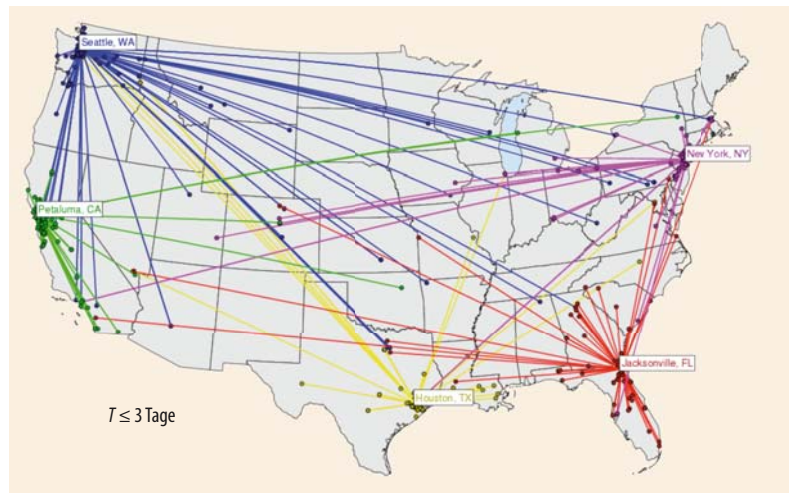 Seattle, WA
New York, NY
Petaluma, CA
Jacksonville, FL
Houston, TX
T ≤ 3 Tage